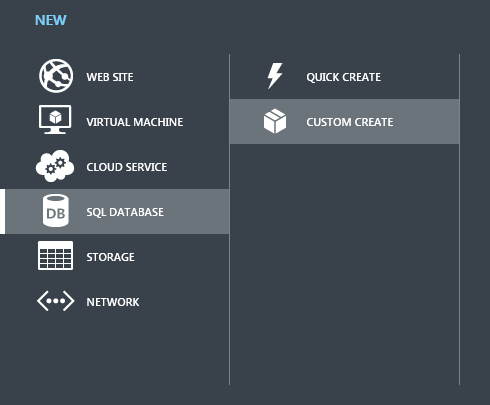 NEW
WEB SITE
VIRTUAL MACHINE
CLOUD SERVICE
DB
SQL DATABASE
STORAGE
NETWORK
QUICK CREATE
CUSTOM CREATE